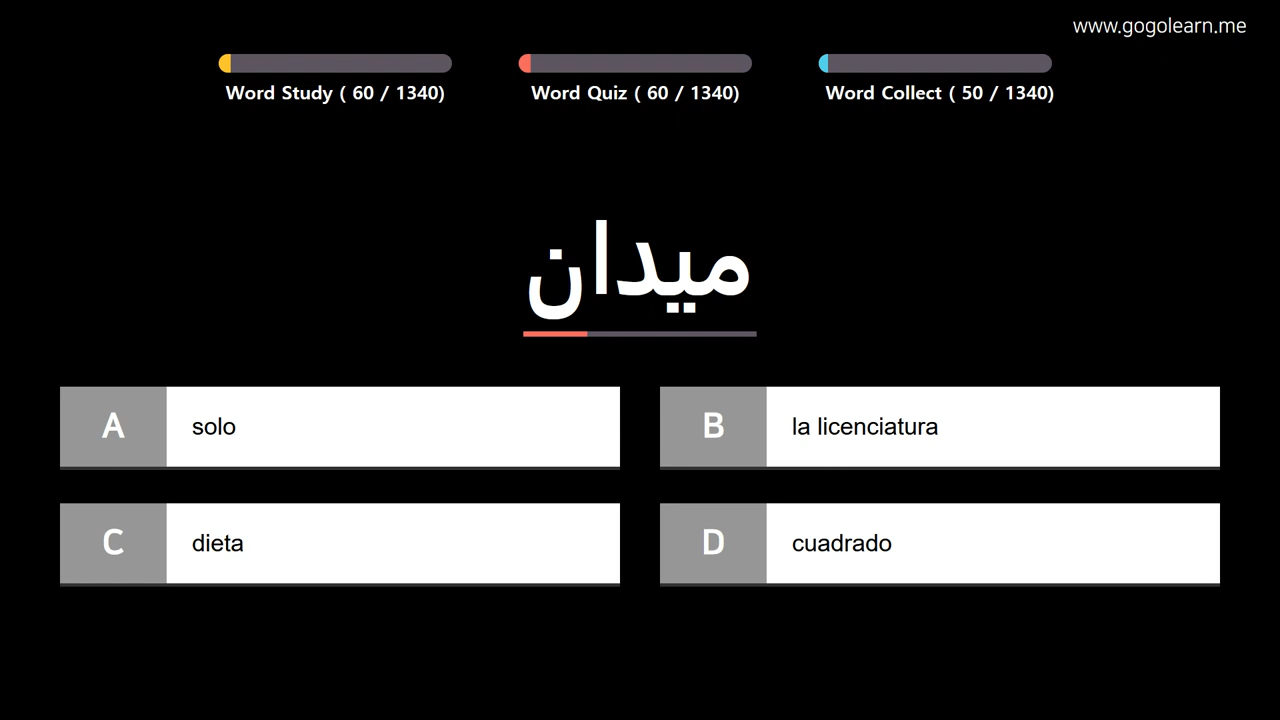 www.gogolearn.me
Word Study ( 60 / 1340)
Word Quiz ( 60 / 1340)
Word Collect ( 50 / 1340)
میدان
A solo
B la licenciatura
C dieta
D cuadrado